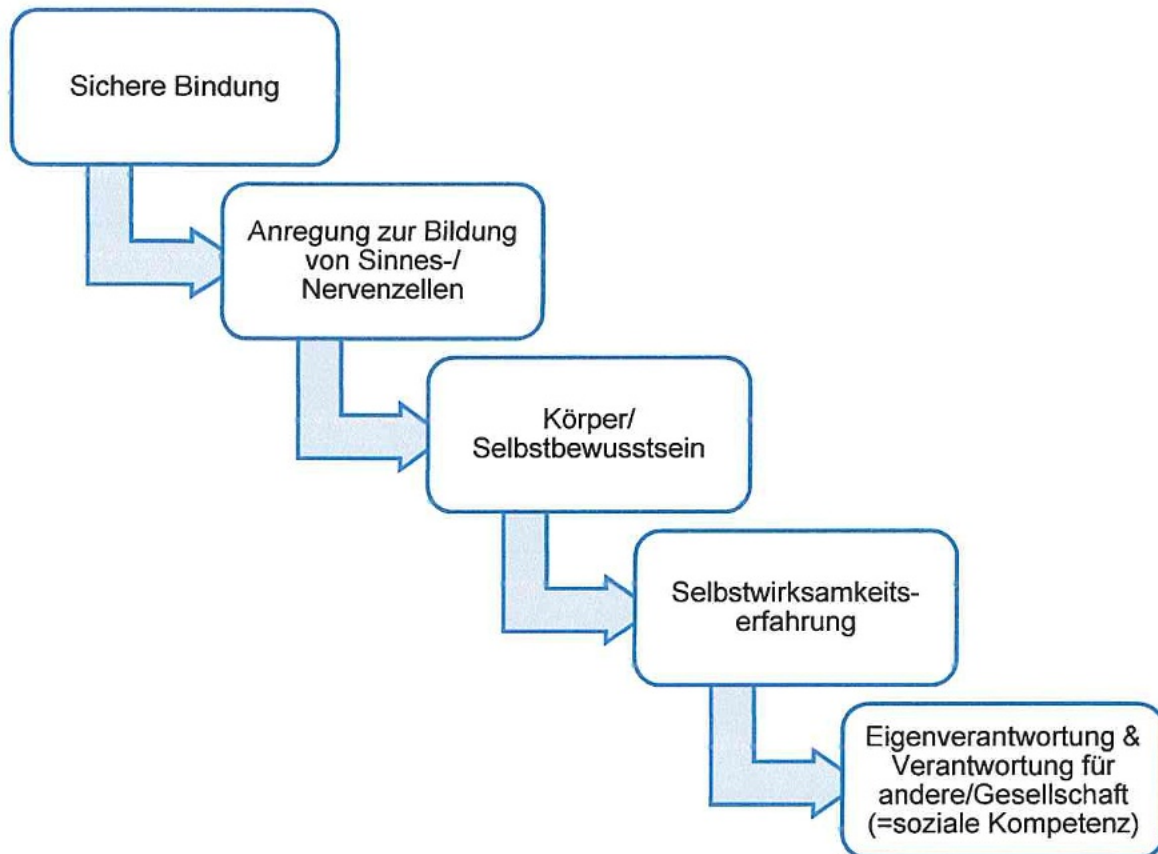 Sichere Bindung
Anregung zur Bildung
von Sinnes-/
Nervenzellen
Körper/
Selbstbewusstsein
Selbstwirksamkeits-
erfahrung
Eigenverantwortung &
Verantwortung für
andere/Gesellschaft
(=soziale Kompetenz)